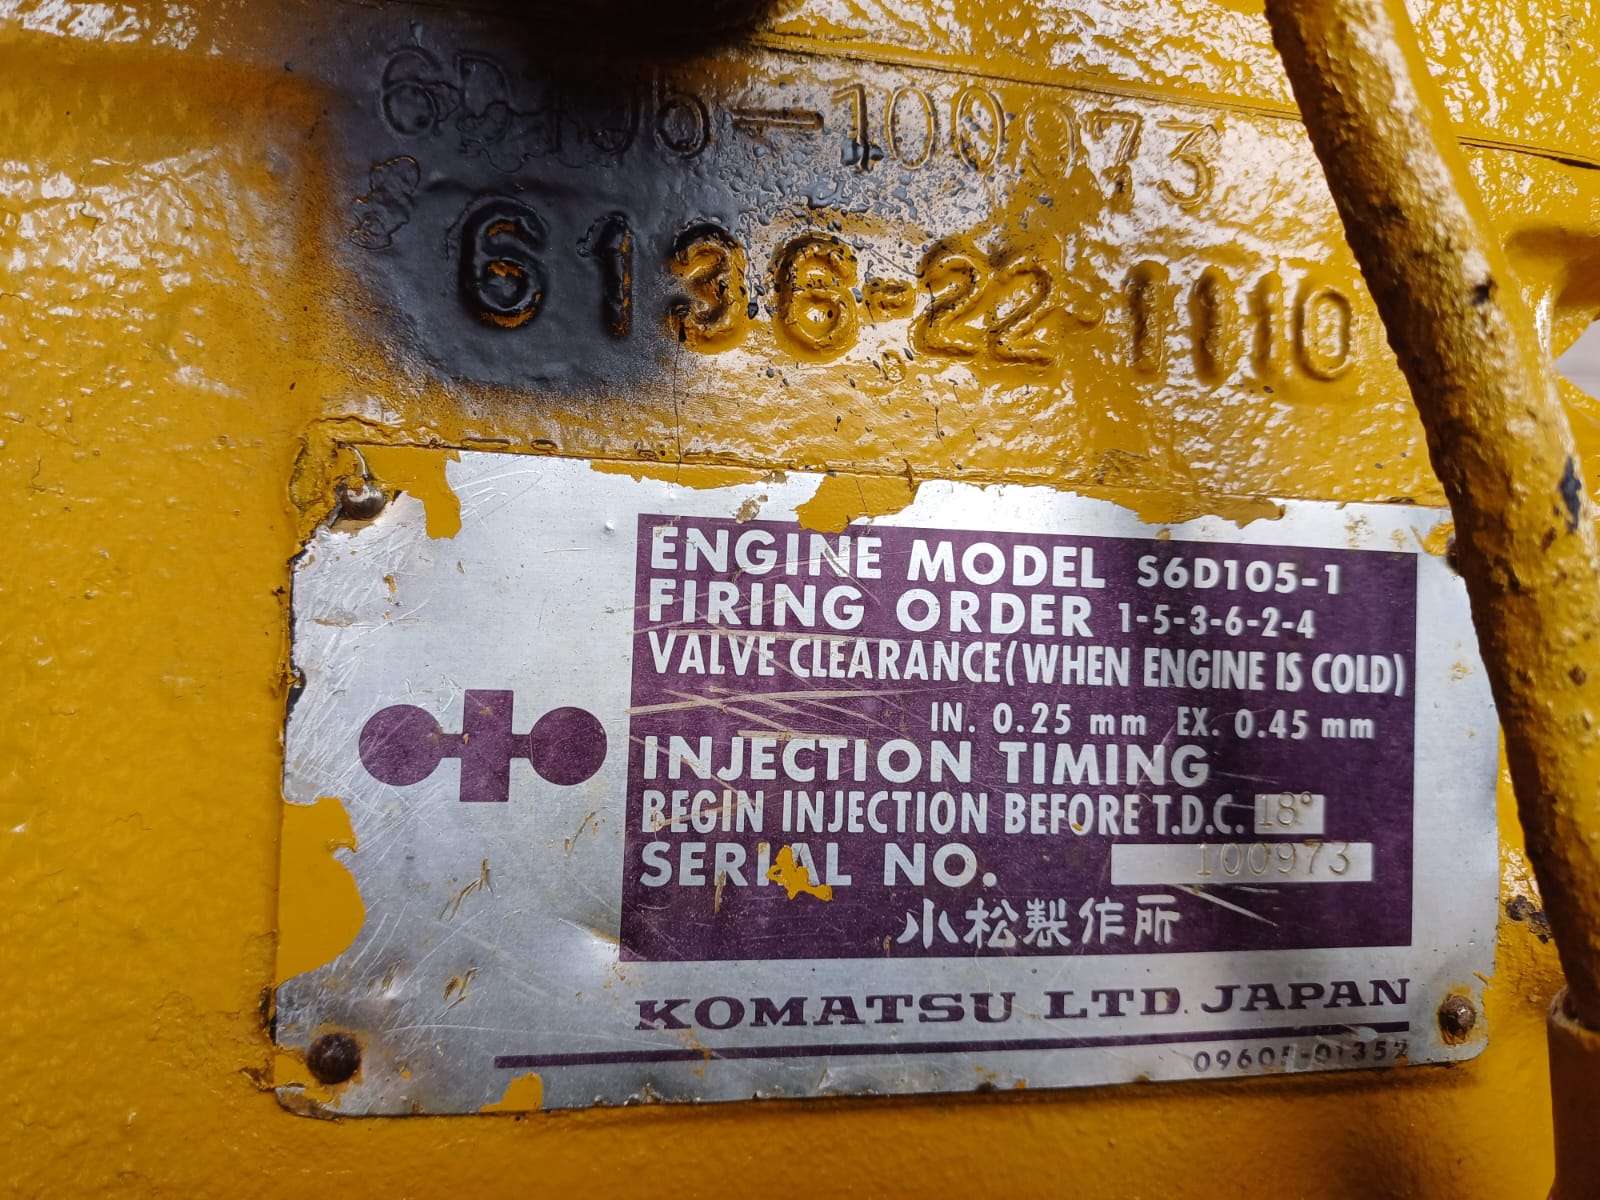 6D105-100973
6136-22-1110
ENGINE MODEL S6D105-1
FIRING ORDER 1-5-3-6-2-4
VALVE CLEARANCE(WHEN ENGINE IS COLD)
IN. 0.25 mm EX. 0.45 mm
INJECTION TIMING
BEGIN INJECTION BEFORE T.D.C. 18°
SERIAL NO. 100973
小松製作所
KOMATSU LTD. JAPAN